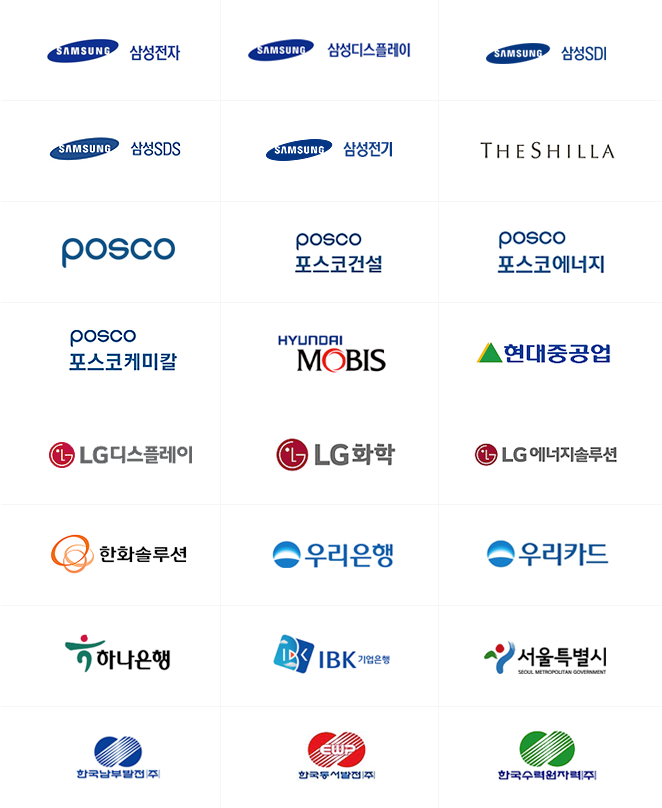 SAMSUNG 삼성전자
SAMSUNG 삼성디스플레이
SAMSUNG 삼성SDI
SAMSUNG 삼성SDS
SAMSUNG 삼성전기
THE SHILLA
posco
posco
포스코건설
posco
포스코에너지
posco
포스코케미칼
HYUNDAI
MOBIS
현대중공업
LG디스플레이
LG화학
LG에너지솔루션
한화솔루션
우리은행
우리카드
하나은행
IBK IBK기업은행
서울특별시
SEOUL METROPOLITAN GOVERNMENT
한국남부발전(주)
EWP
한국동서발전(주)
한국수력원자력(주)